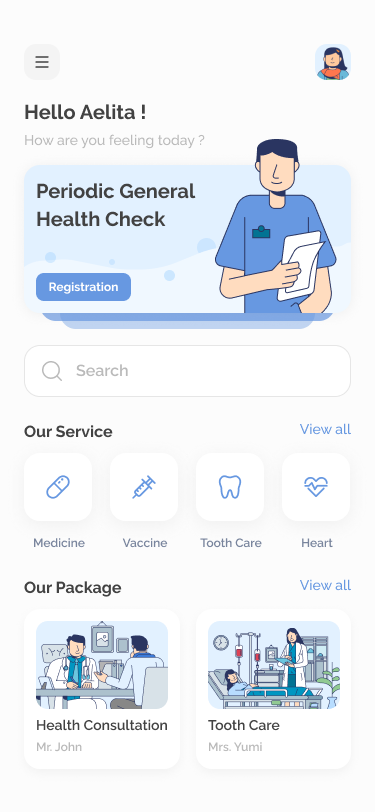 Hello Aelita !
How are you feeling today ?
Periodic General
Health Check
Registration
Search
Our Service
View all
Medicine
Vaccine
Tooth Care
Heart
Our Package
View all
Health Consultation
Mr. John
Tooth Care
Mrs. Yumi